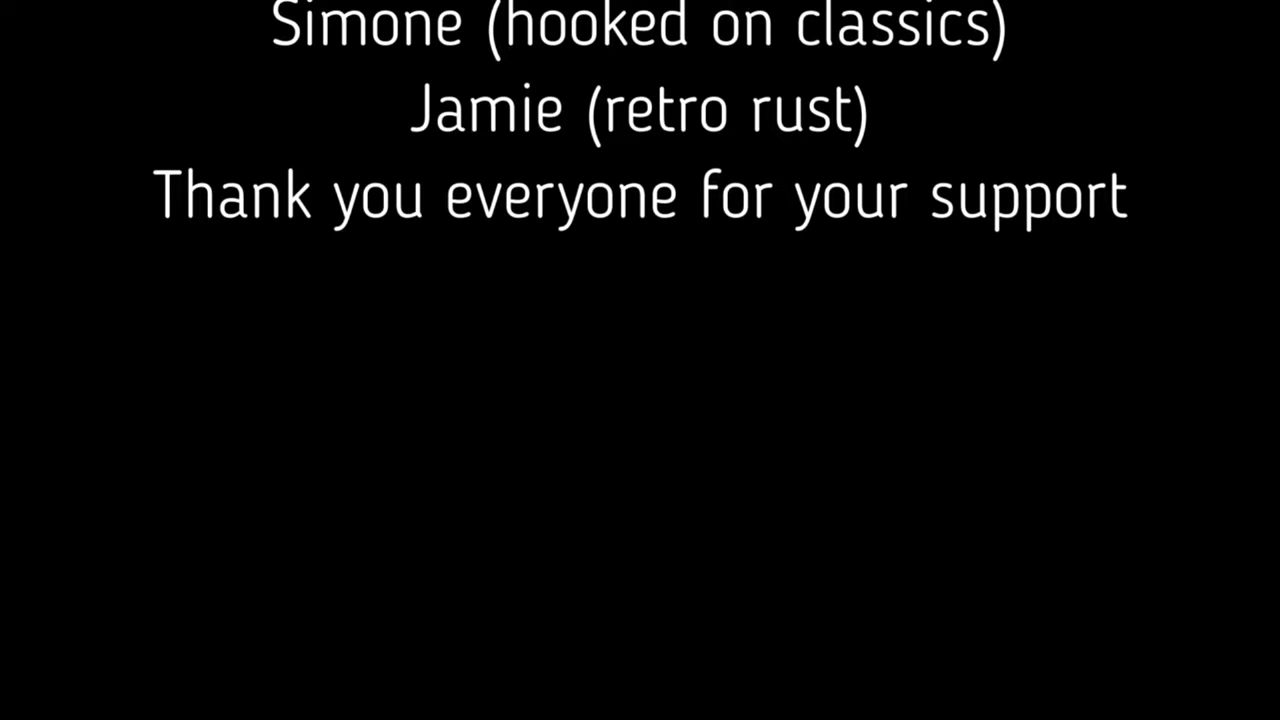 Simone (hooked on classics)
Jamie (retro rust)
Thank you everyone for your support